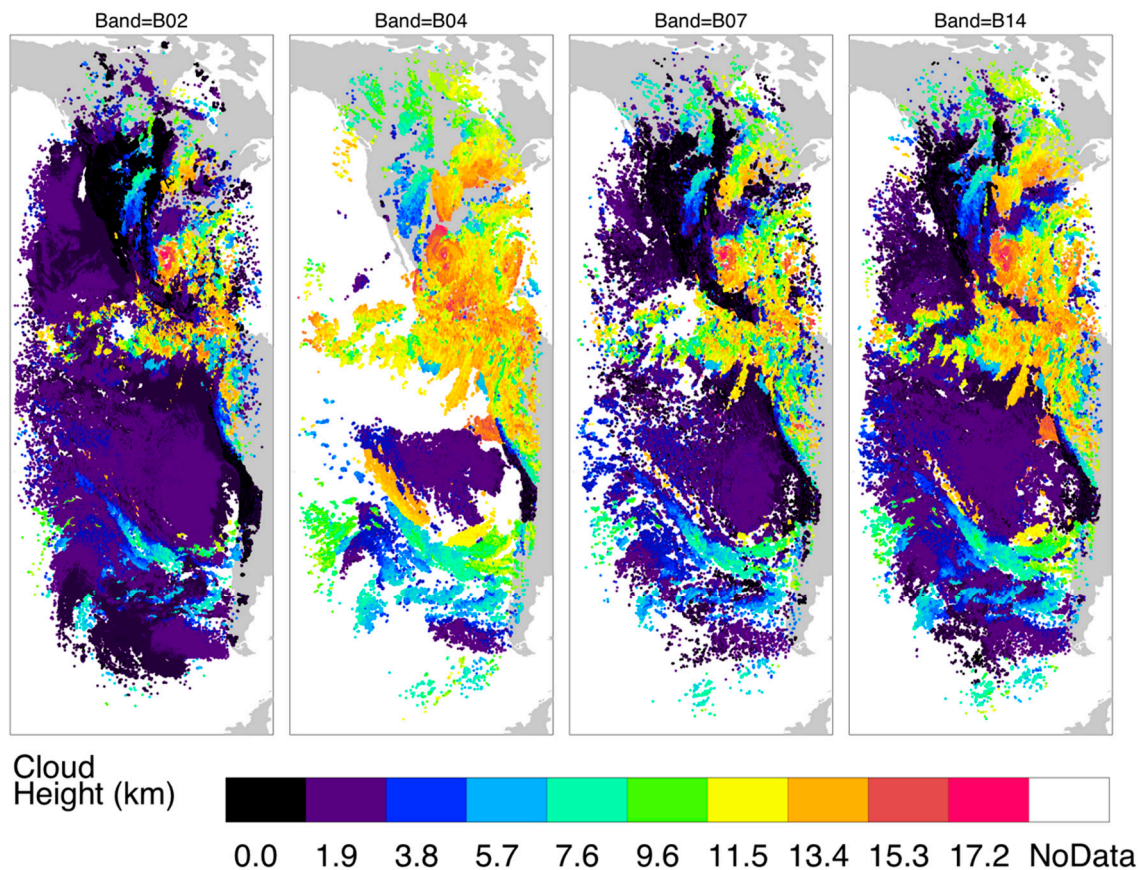 Band=B02 Band=B04 Band=B07 Band=B14
Cloud
Height (km)
0.0 1.9 3.8 5.7 7.6 9.6 11.5 13.4 15.3 17.2 NoData